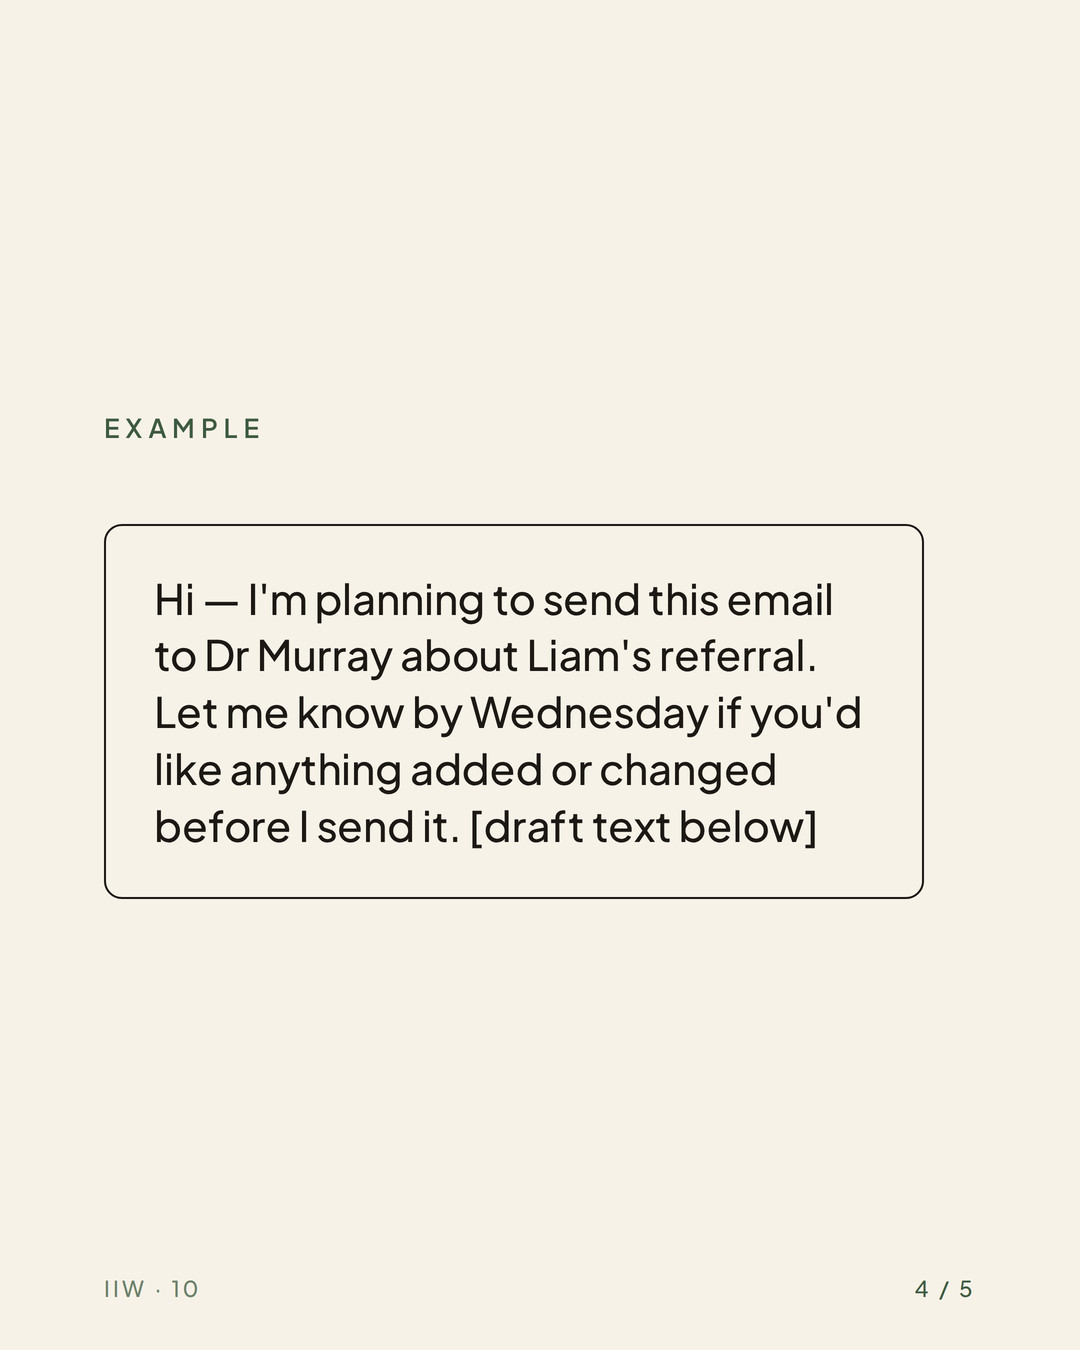 EXAMPLE
Hi — I'm planning to send this email
to Dr Murray about Liam's referral.
Let me know by Wednesday if you'd
like anything added or changed
before I send it. [draft text below]
IIW · 10
4 / 5